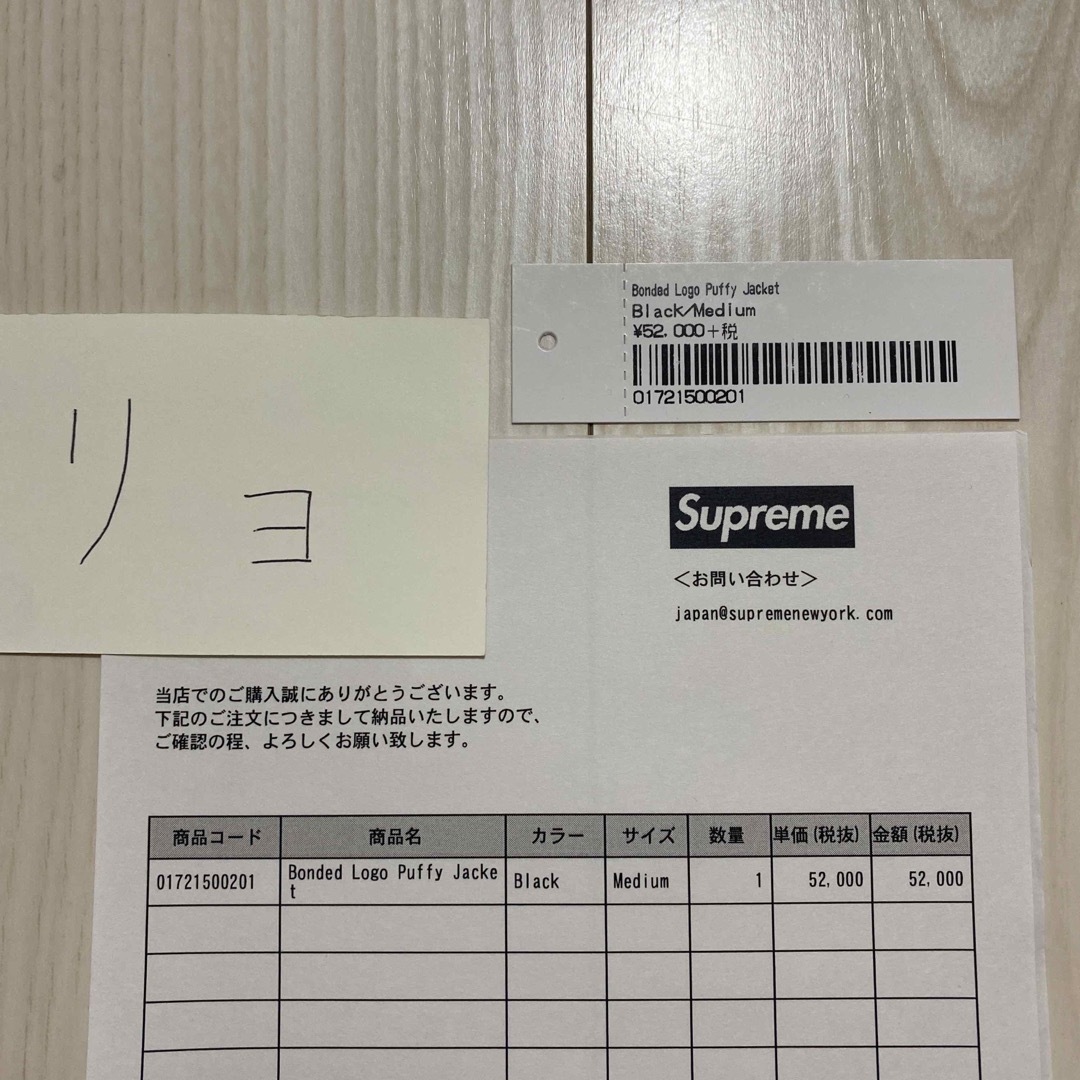 Bonded Logo Puffy Jacket
Black/Medium
¥52,000+税
01721500201
リョ
Supreme
＜お問い合わせ＞
japan@supremenewyork.com
当店でのご購入誠にありがとうございます。
下記のご注文につきまして納品いたしますので、
ご確認の程、よろしくお願い致します。
商品コード 商品名 カラー サイズ 数量 単価(税抜) 金額(税抜)
01721500201 Bonded Logo Puffy Jacke Black Medium 1 52,000 52,000
t